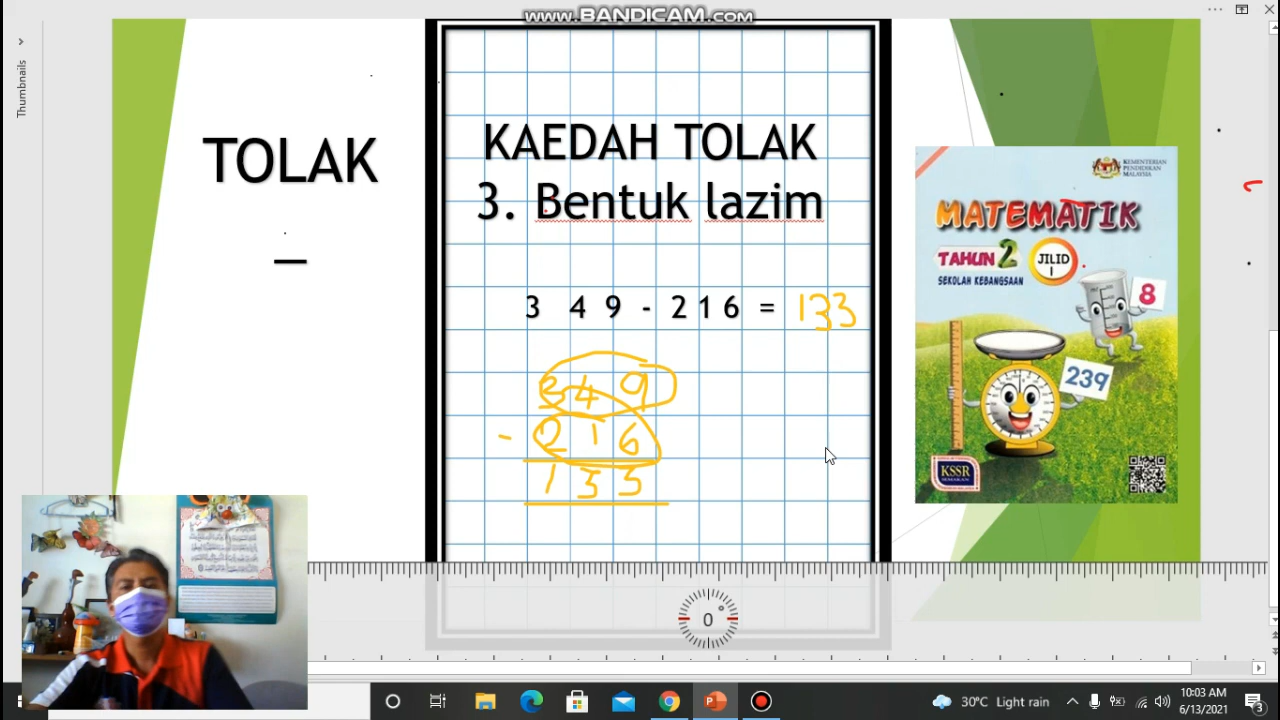 www.BANDICAM.com
Thumbnails
TOLAK
–
KAEDAH TOLAK
3. Bentuk lazim
3 4 9 - 2 1 6 = 133
349
- 216
133
KEMENTERIAN
PENDIDIKAN
MALAYSIA
MATEMATIK
TAHUN 2
JILID
1
SEKOLAH KEBANGSAAN
8
239
KSSR
SEMAKAN
0°
30°C Light rain
10:03 AM
6/13/2021
3